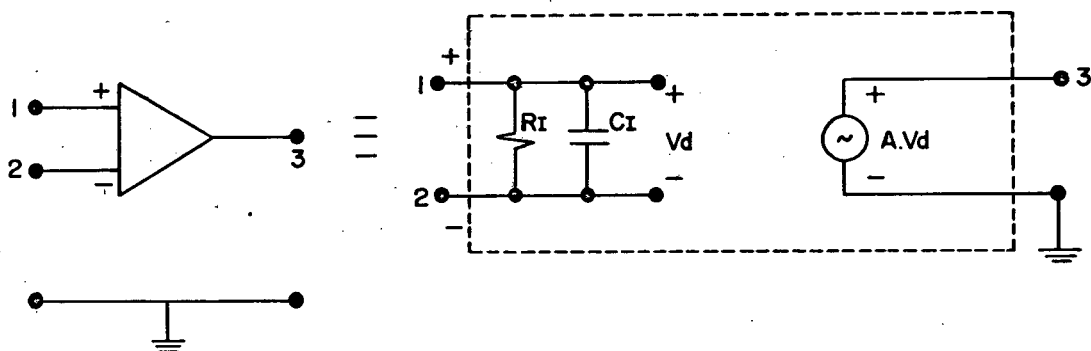 1 + 3
2 −
≡
1 + RI CI + Vd − + − A.Vd 3
2 −